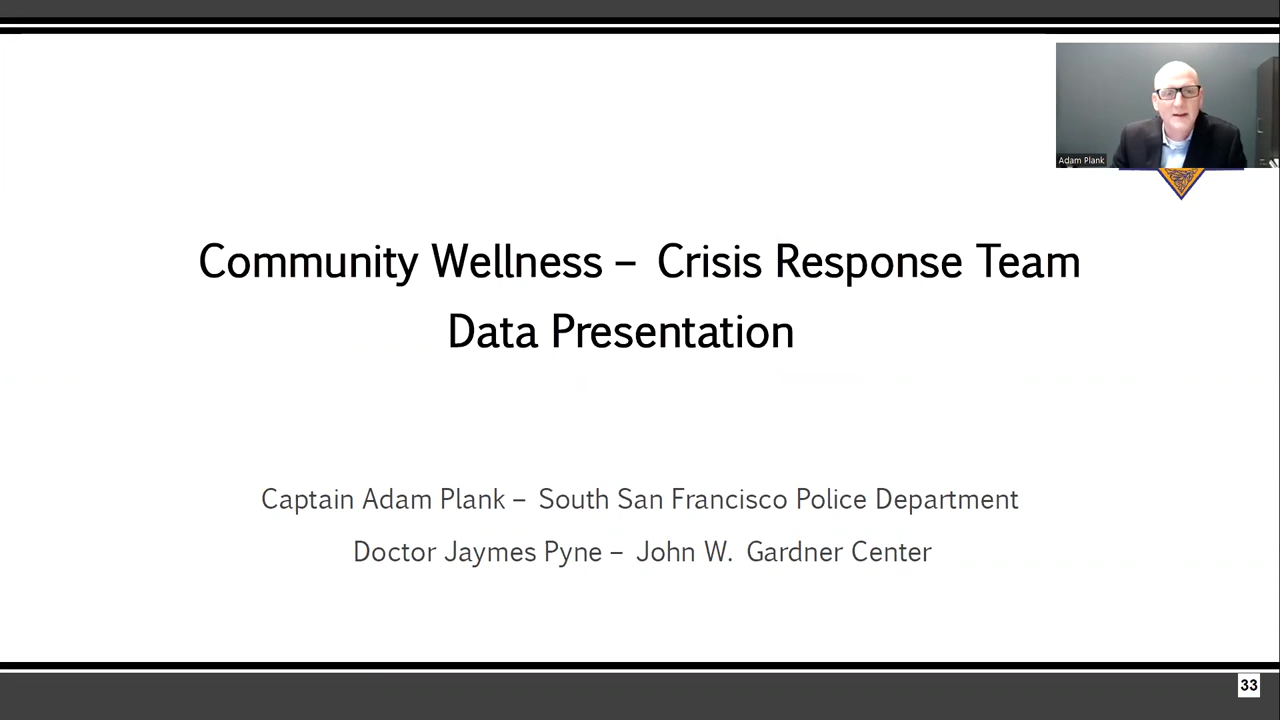 Adam Plank
Community Wellness – Crisis Response Team
Data Presentation
Captain Adam Plank – South San Francisco Police Department
Doctor Jaymes Pyne – John W. Gardner Center
33